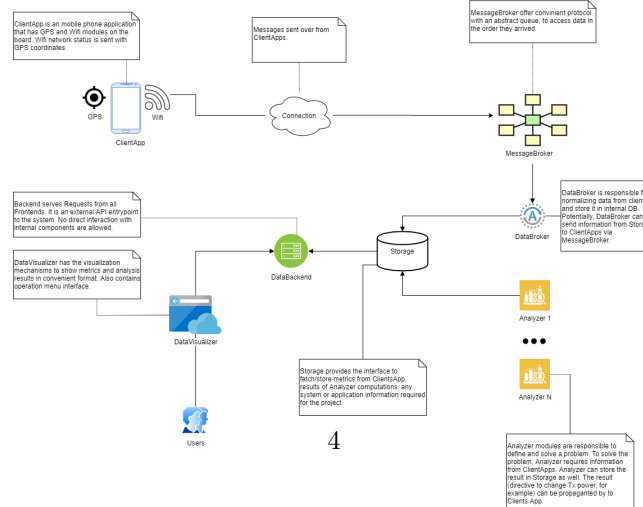 ClientApp is an mobile phone application
that has GPS and Wifi modules on the
board. Wifi network status is sent with
GPS coordinates.
Messages sent over from
ClientApps.
MessageBroker offer convinient protocol
with an abstract queue, to access data in
the order they arrived.
GPS
Wifi
ClientApp
Connection
MessageBroker
DataBroker is responsible f
normalizing data from client
and store it in internal DB.
Potentially, DataBroker can
send information from Stora
to ClientApps via
MessageBroker.
DataBroker
Backend serves Requests from all
Frontends. It is an external API entrypoint
to the system. No direct interaction with
internal components are allowed.
DataBackend
Storage
DataVisualizer has the visualization
mechanisms to show metrics and analysis
results in convenient format. Also contains
operation menu interface.
DataVisualizer
Analyzer 1
Analyzer N
Storage provides the interface to
fetch/store metrics from ClientsApp,
results of Analyzer computations, any
system or application information required
for the project.
Users
4
Analyzer modules are responsible to
define and solve a problem. To solve the
problem, Analyzer requires information
from ClientApps. Analyzer can store the
result in Storage as well. The result
(directive to change Tx power, for
example) can be propaganted by to
Clients App.